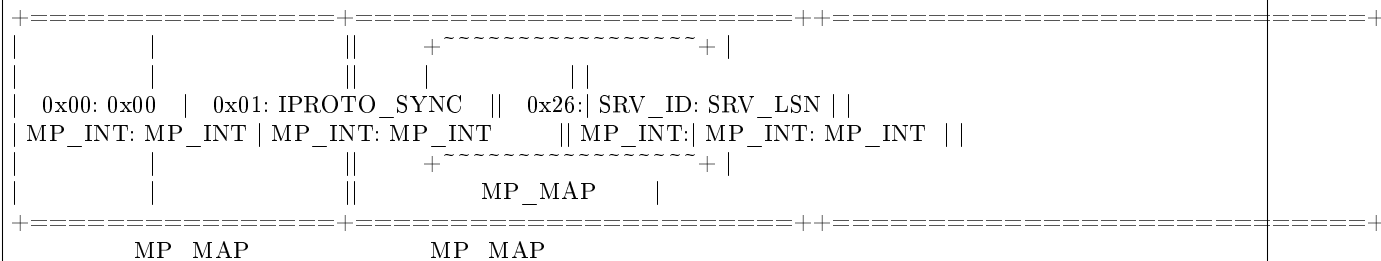 +================+=======================++============================+
| | || +~~~~~~~~~~~~~~~~~+ |
| | || | | |
| 0x00: 0x00 | 0x01: IPROTO_SYNC || 0x26:| SRV_ID: SRV_LSN | |
| MP_INT: MP_INT | MP_INT: MP_INT || MP_INT:| MP_INT: MP_INT | |
| | || +~~~~~~~~~~~~~~~~~+ |
| | || MP_MAP |
+================+=======================++============================+
MP_MAP MP_MAP